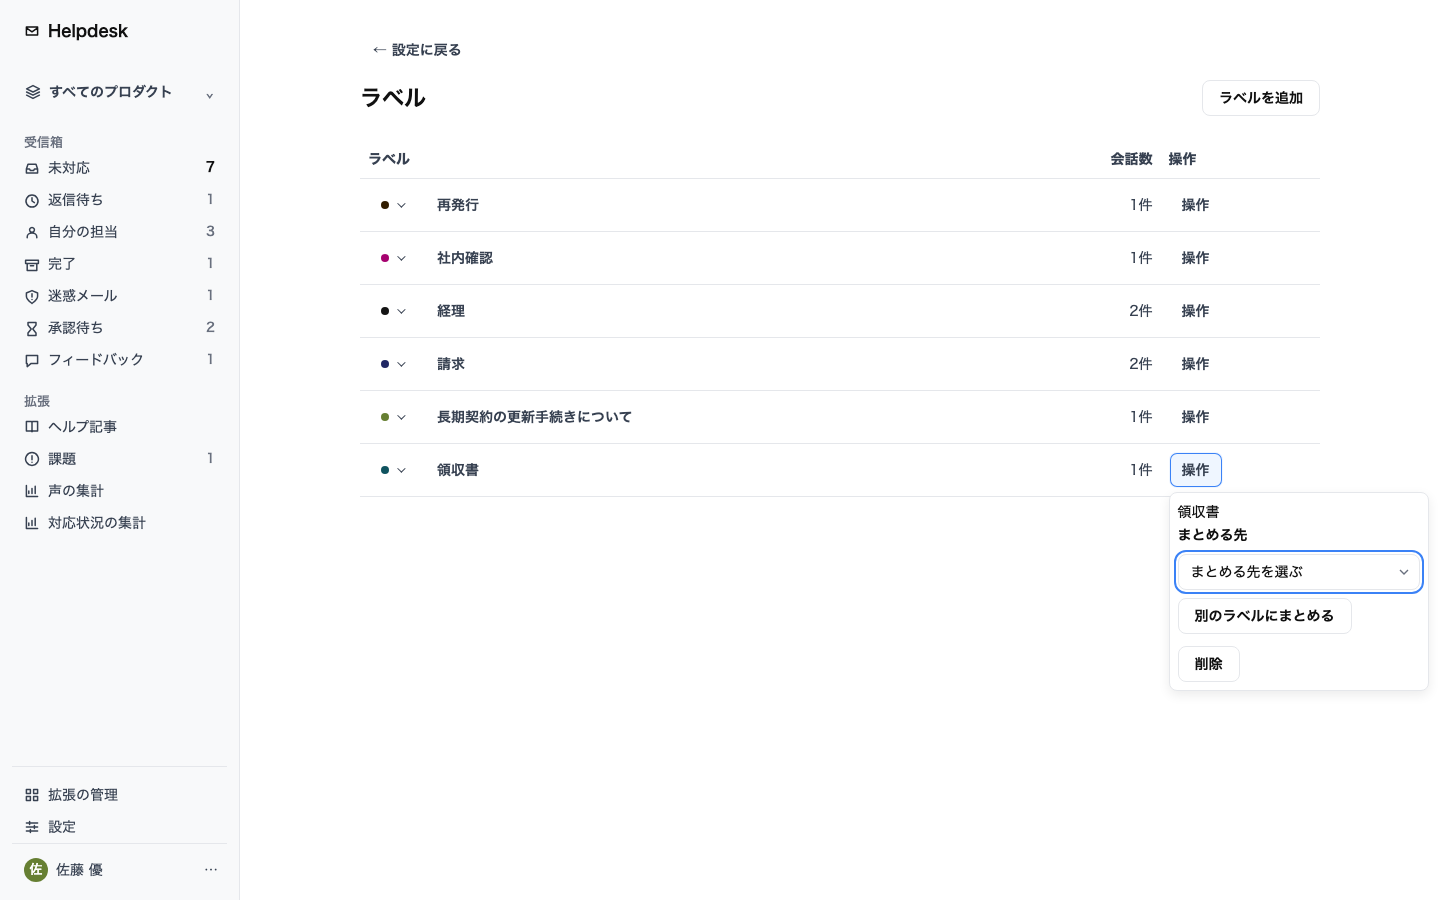 Helpdesk
すべてのプロダクト
受信箱
未対応 7
返信待ち 1
自分の担当 3
完了 1
迷惑メール 1
承認待ち 2
フィードバック 1
拡張
ヘルプ記事
課題 1
声の集計
対応状況の集計
拡張の管理
設定
佐 佐藤 優 …
← 設定に戻る
ラベル
ラベルを追加
ラベル 会話数 操作
再発行 1件 操作
社内確認 1件 操作
経理 2件 操作
請求 2件 操作
長期契約の更新手続きについて 1件 操作
領収書 1件 操作
領収書
まとめる先
まとめる先を選ぶ
別のラベルにまとめる
削除